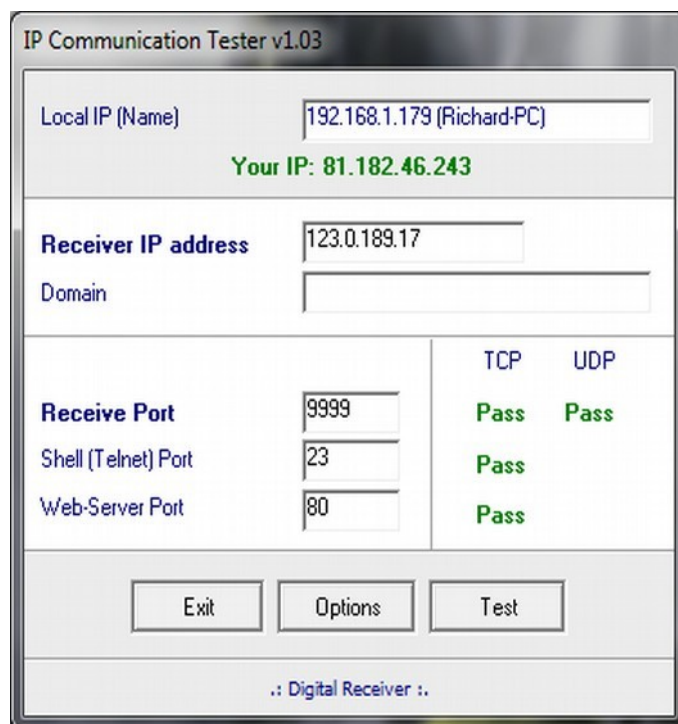 IP Communication Tester v1.03
Local IP (Name) 192.168.1.179 (Richard-PC)
Your IP: 81.182.46.243
Receiver IP address 123.0.189.17
Domain
TCP UDP
Receive Port 9999 Pass Pass
Shell (Telnet) Port 23 Pass
Web-Server Port 80 Pass
Exit Options Test
.: Digital Receiver :.